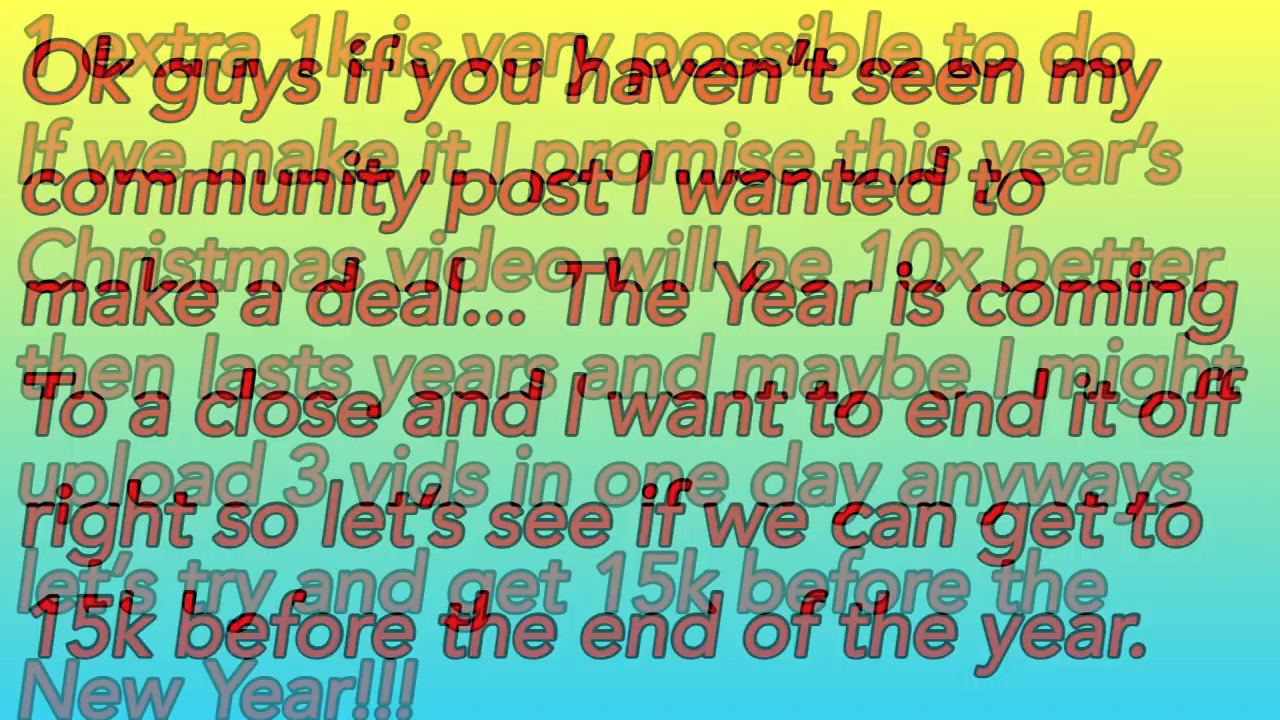 1 extra 1k is very possible to do
Ok guys if you haven't seen my
If we make it I promise this year's
community post I wanted to
Christmas video will be 10x better
make a deal... The Year is coming
then lasts years and maybe I might
To a close and I want to end it off
upload 3 vids in one day anyways
right so let's see if we can get to
let's try and get 15k before the
15k before the end of the year.
New Year!!!